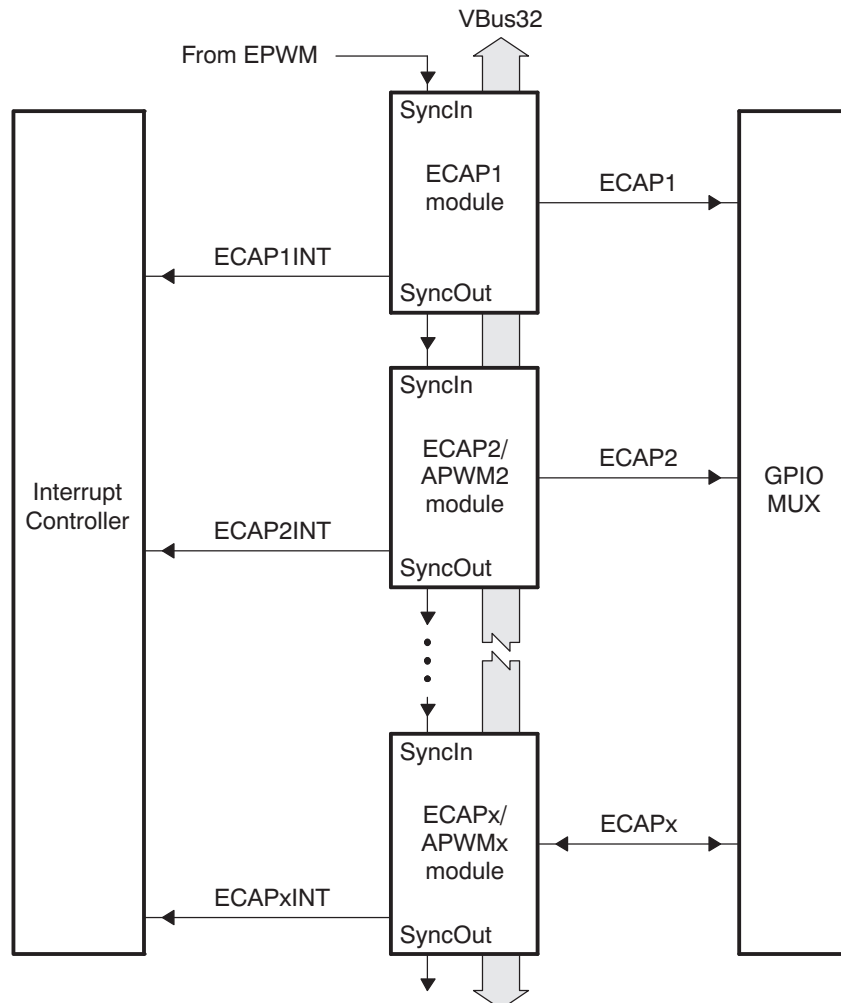 VBus32
From EPWM
SyncIn
ECAP1
module
ECAP1
ECAP1INT
SyncOut
SyncIn
ECAP2/
APWM2
module
ECAP2
Interrupt
Controller
GPIO
MUX
ECAP2INT
SyncOut
SyncIn
ECAPx/
APWMx
module
ECAPx
ECAPxINT
SyncOut